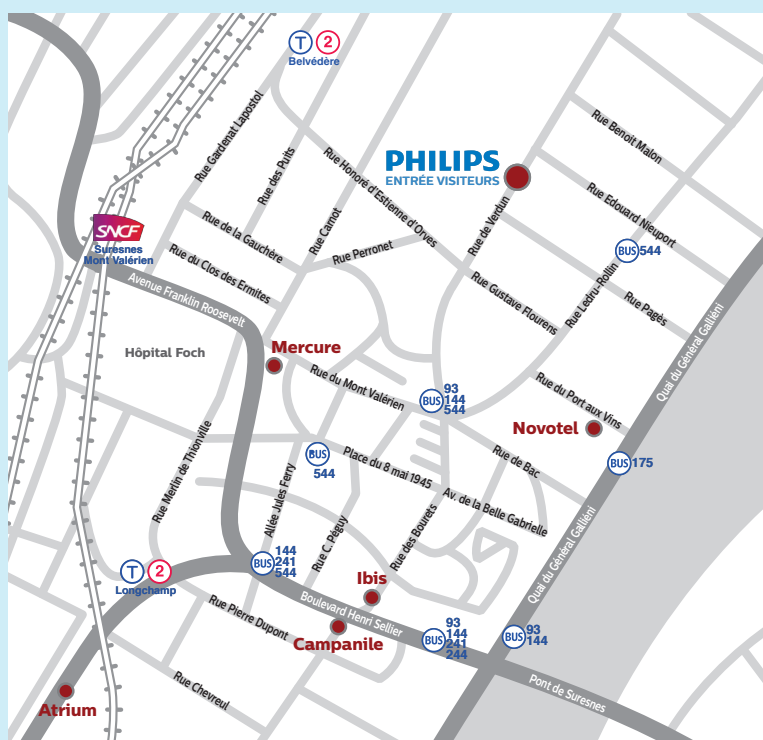 T 2
Belvédère
Rue Gardenat Lapostol
Rue des Puits
Rue Honoré d'Estienne d'Orves
PHILIPS
ENTRÉE VISITEURS
Rue Benoit Malon
Rue Edouard Nieuport
Rue de Verdun
SNCF
Suresnes
Mont Valérien
Rue de la Gauchère
Rue Carnot
Rue Perronet
BUS 544
Rue du Clos des Ermites
Avenue Franklin Roosevelt
Rue Gustave Flourens
Rue Ledru-Rollin
Rue Pagès
Quai du Général Galliéni
Hôpital Foch
Mercure
Rue du Mont Valérien
BUS
93
144
544
Rue du Port aux Vins
Novotel
Rue Merlin de Thionville
BUS
544
Place du 8 mai 1945
Rue de Bac
BUS 175
Allée Jules Ferry
Rue C. Péguy
Rue des Bourets
Av. de la Belle Gabrielle
Quai du Général Galliéni
T 2
Longchamp
BUS
144
241
544
Ibis
Rue Pierre Dupont
Boulevard Henri Sellier
Campanile
BUS
93
144
241
244
BUS
93
144
Rue Chevreul
Pont de Suresnes
Atrium